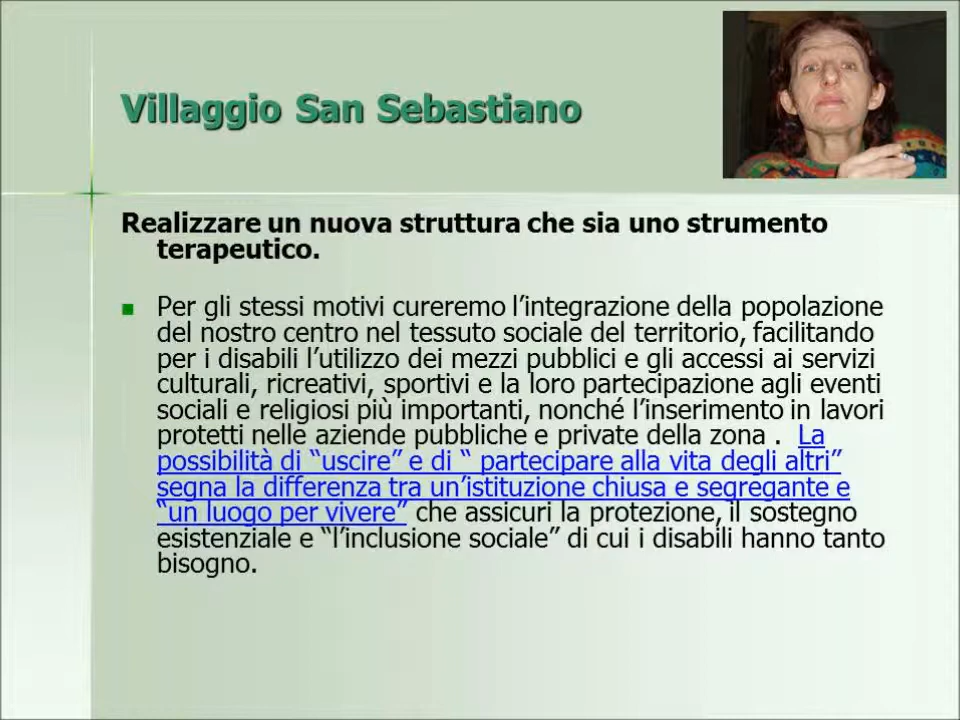 Villaggio San Sebastiano
Realizzare un nuova struttura che sia uno strumento
terapeutico.
Per gli stessi motivi cureremo l’integrazione della popolazione
del nostro centro nel tessuto sociale del territorio, facilitando
per i disabili l’utilizzo dei mezzi pubblici e gli accessi ai servizi
culturali, ricreativi, sportivi e la loro partecipazione agli eventi
sociali e religiosi più importanti, nonché l’inserimento in lavori
protetti nelle aziende pubbliche e private della zona . La
possibilità di “uscire” e di “ partecipare alla vita degli altri”
segna la differenza tra un’istituzione chiusa e segregante e
“un luogo per vivere” che assicuri la protezione, il sostegno
esistenziale e “l’inclusione sociale” di cui i disabili hanno tanto
bisogno.